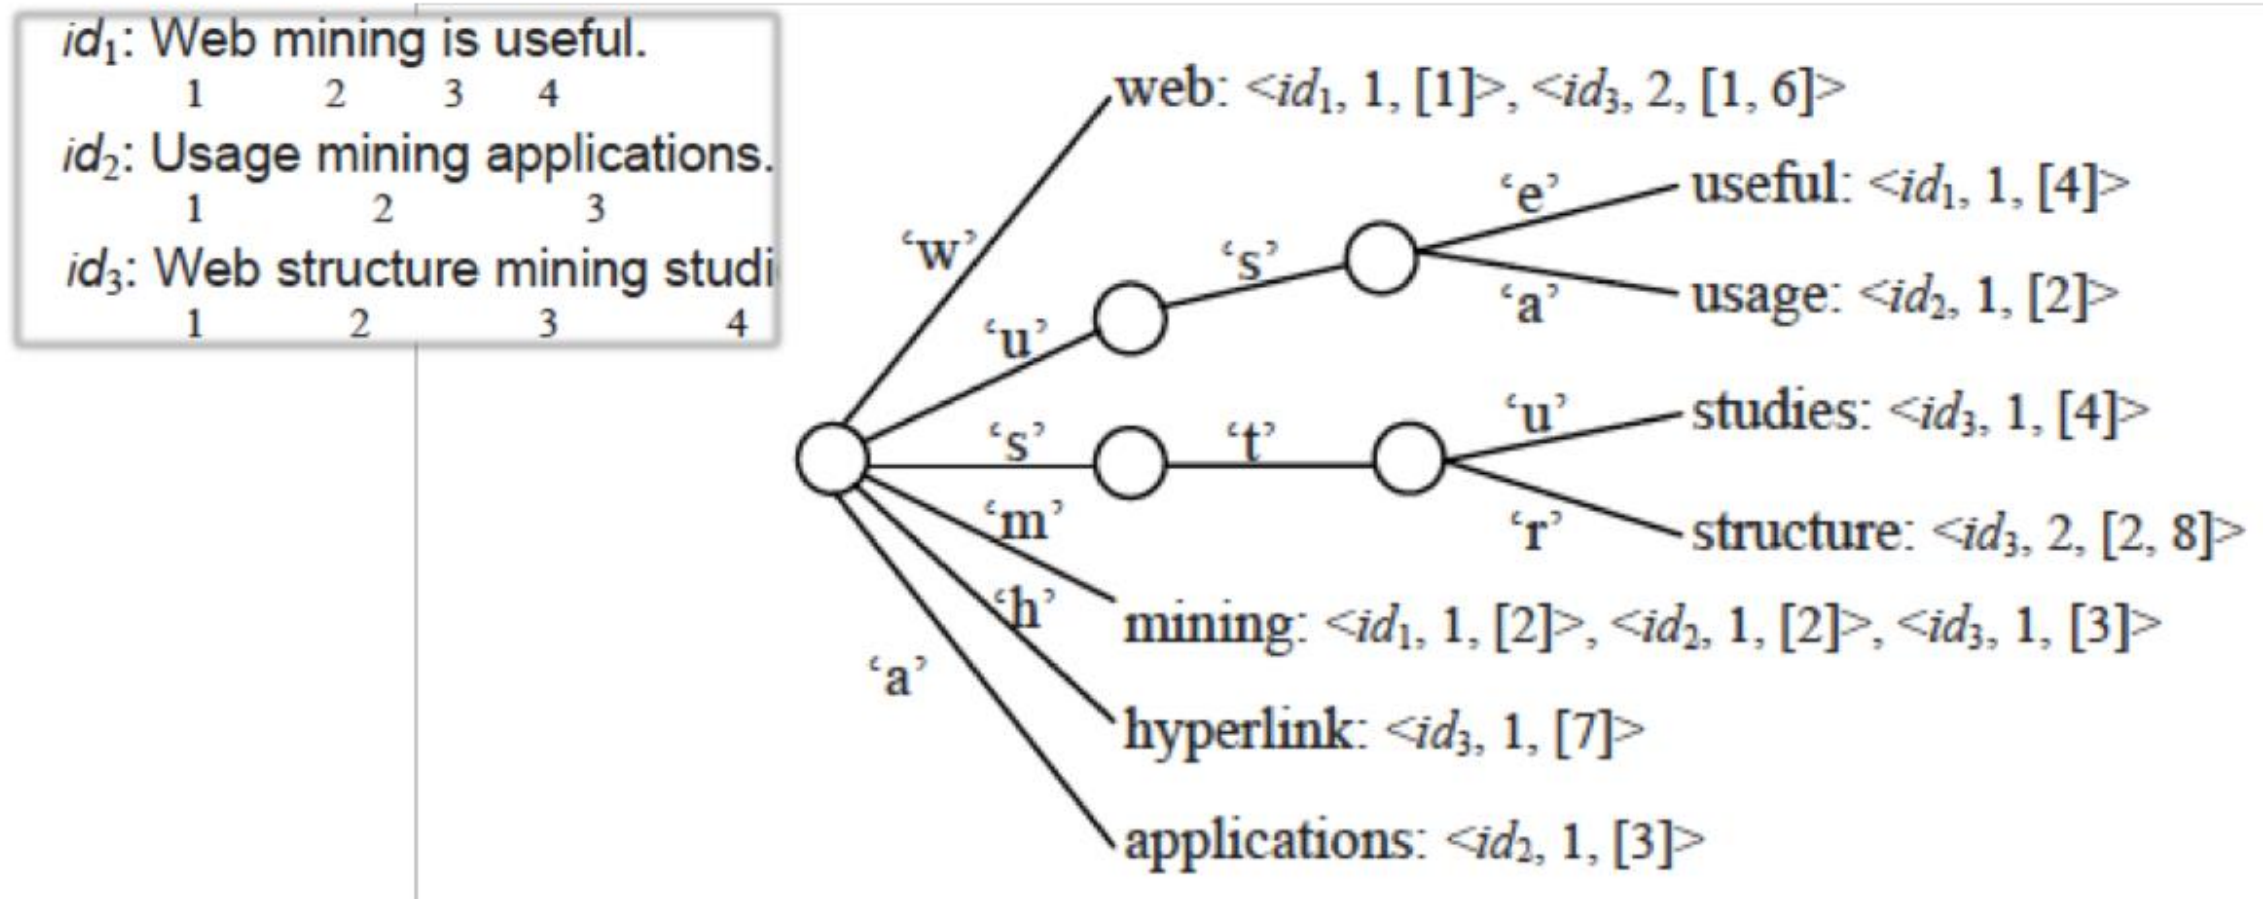 id₁: Web mining is useful.
1 2 3 4
id₂: Usage mining applications.
1 2 3
id₃: Web structure mining studi
1 2 3 4
web: <id₁, 1, [1]>, <id₃, 2, [1, 6]>
‘w’
‘u’
‘s’
‘e’
useful: <id₁, 1, [4]>
‘a’
usage: <id₂, 1, [2]>
‘s’
‘t’
‘u’
studies: <id₃, 1, [4]>
‘r’
structure: <id₃, 2, [2, 8]>
‘m’
mining: <id₁, 1, [2]>, <id₂, 1, [2]>, <id₃, 1, [3]>
‘h’
hyperlink: <id₃, 1, [7]>
‘a’
applications: <id₂, 1, [3]>